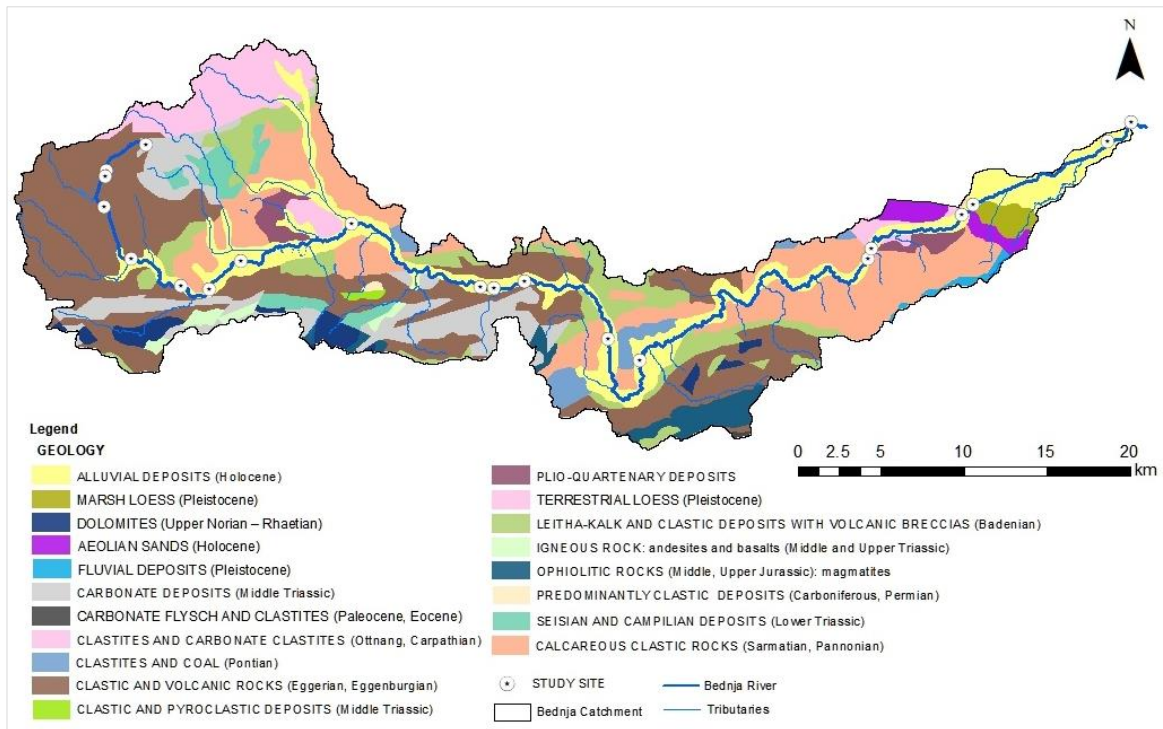 N
Legend
GEOLOGY
ALLUVIAL DEPOSITS (Holocene)
MARSH LOESS (Pleistocene)
DOLOMITES (Upper Norian – Rhaetian)
AEOLIAN SANDS (Holocene)
FLUVIAL DEPOSITS (Pleistocene)
CARBONATE DEPOSITS (Middle Triassic)
CARBONATE FLYSCH AND CLASTITES (Paleocene, Eocene)
CLASTITES AND CARBONATE CLASTITES (Ottnang, Carpathian)
CLASTITES AND COAL (Pontian)
CLASTIC AND VOLCANIC ROCKS (Eggerian, Eggenburgian)
CLASTIC AND PYROCLASTIC DEPOSITS (Middle Triassic)
PLIO-QUARTENARY DEPOSITS
TERRESTRIAL LOESS (Pleistocene)
LEITHA-KALK AND CLASTIC DEPOSITS WITH VOLCANIC BRECCIAS (Badenian)
IGNEOUS ROCK: andesites and basalts (Middle and Upper Triassic)
OPHIOLITIC ROCKS (Middle, Upper Jurassic): magmatites
PREDOMINANTLY CLASTIC DEPOSITS (Carboniferous, Permian)
SEISIAN AND CAMPILIAN DEPOSITS (Lower Triassic)
CALCAREOUS CLASTIC ROCKS (Sarmatian, Pannonian)
STUDY SITE
Bednja Catchment
Bednja River
Tributaries
0 2.5 5 10 15 20
km